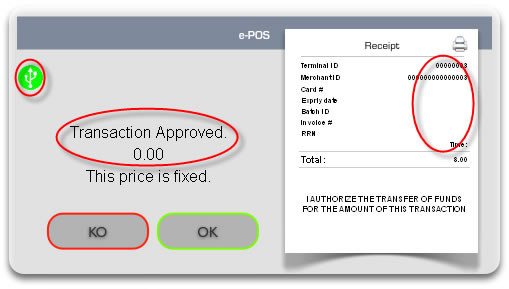 e-POS
Transaction Approved.
0.00
This price is fixed.
KO
OK
Receipt
Terminal ID 00000003
Merchant ID 000000000000003
Card #
Expriy date
Batch ID
Invoice #
RRN
Time:
Total: 8.00
I AUTHORIZE THE TRANSFER OF FUNDS
FOR THE AMOUNT OF THIS TRANSACTION